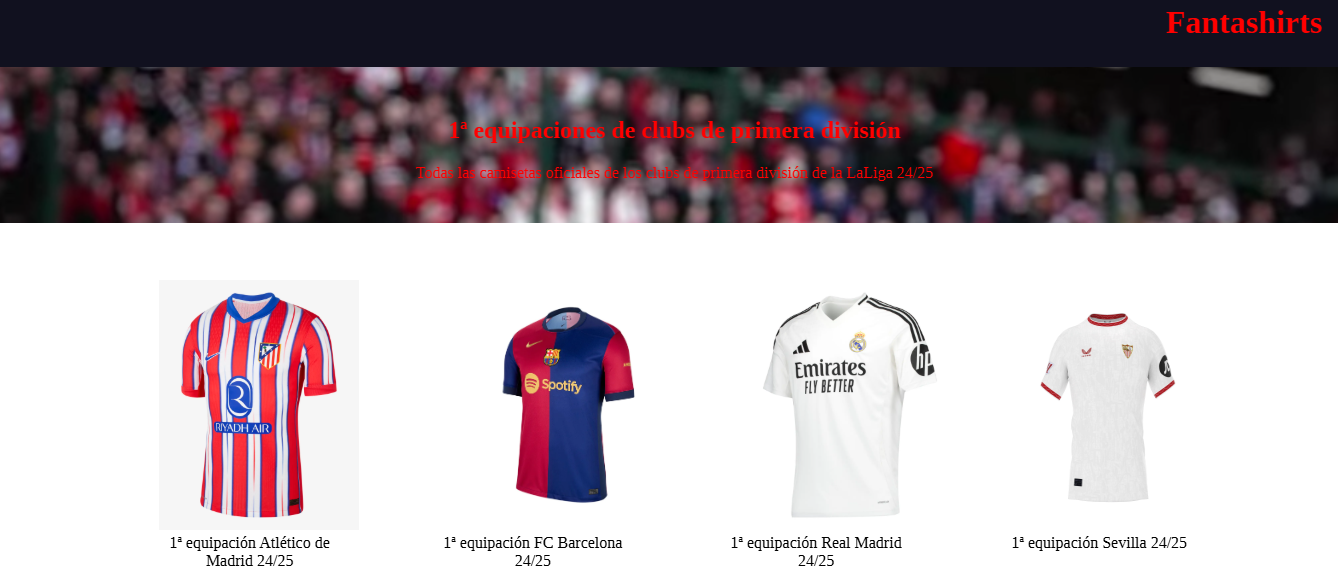 Fantashirts
1ª equipaciones de clubs de primera división
Todas las camisetas oficiales de los clubs de primera división de la LaLiga 24/25
RIYADH AIR
Spotify
Emirates
FLY BETTER
hp
1ª equipación Atlético de
Madrid 24/25
1ª equipación FC Barcelona
24/25
1ª equipación Real Madrid
24/25
1ª equipación Sevilla 24/25